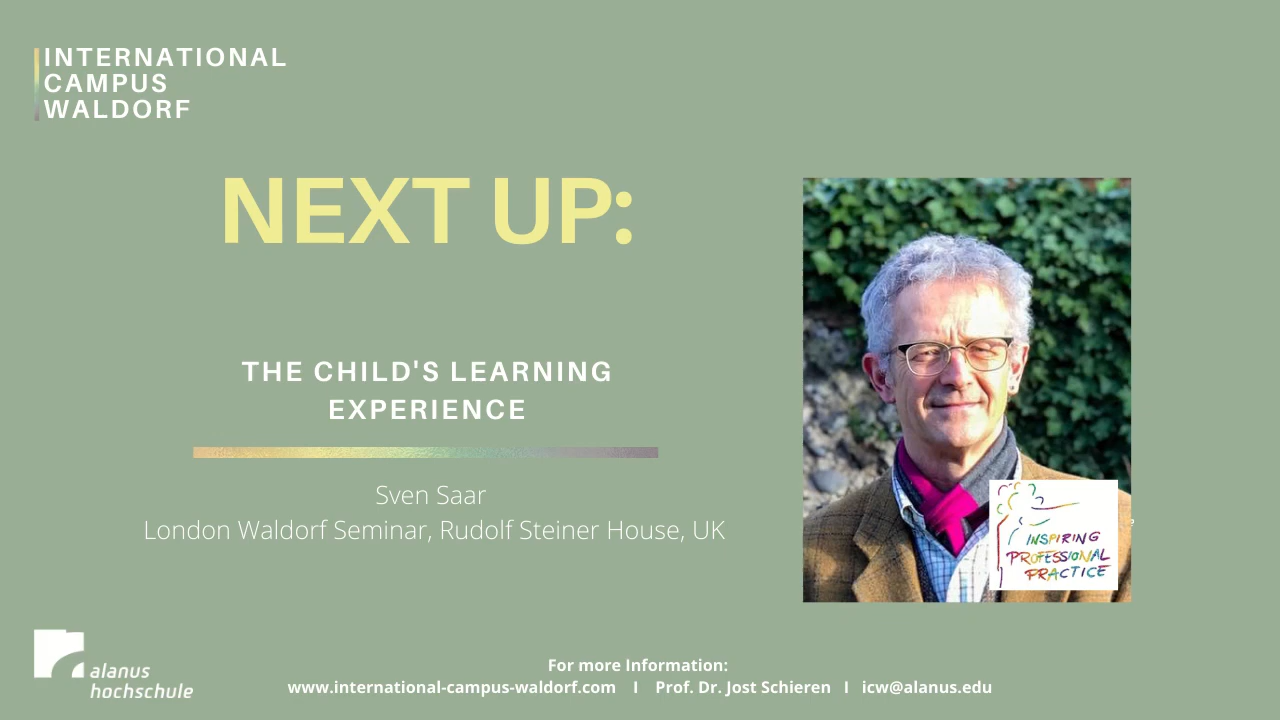 INTERNATIONAL
CAMPUS
WALDORF
NEXT UP:
THE CHILD'S LEARNING
EXPERIENCE
Sven Saar
London Waldorf Seminar, Rudolf Steiner House, UK
INSPIRING
PROFESSIONAL
PRACTICE
alanus
hochschule
For more Information:
www.international-campus-waldorf.com I Prof. Dr. Jost Schieren I icw@alanus.edu